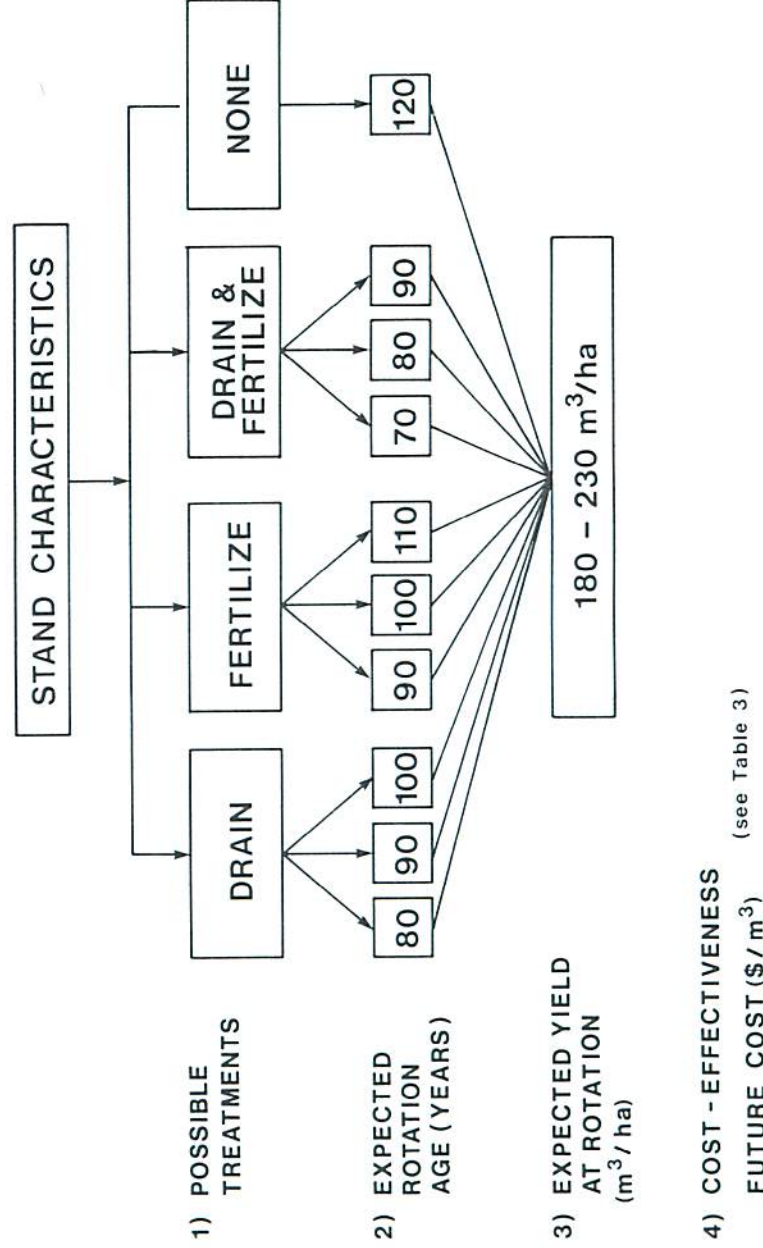 STAND CHARACTERISTICS
1) POSSIBLE
TREATMENTS
DRAIN
FERTILIZE
DRAIN &
FERTILIZE
NONE
2) EXPECTED
ROTATION
AGE (YEARS)
80
90
100
90
100
110
70
80
90
120
3) EXPECTED YIELD
AT ROTATION
(m³/ha)
180 – 230 m³/ha
4) COST-EFFECTIVENESS
FUTURE COST ($/m³)
(see Table 3)